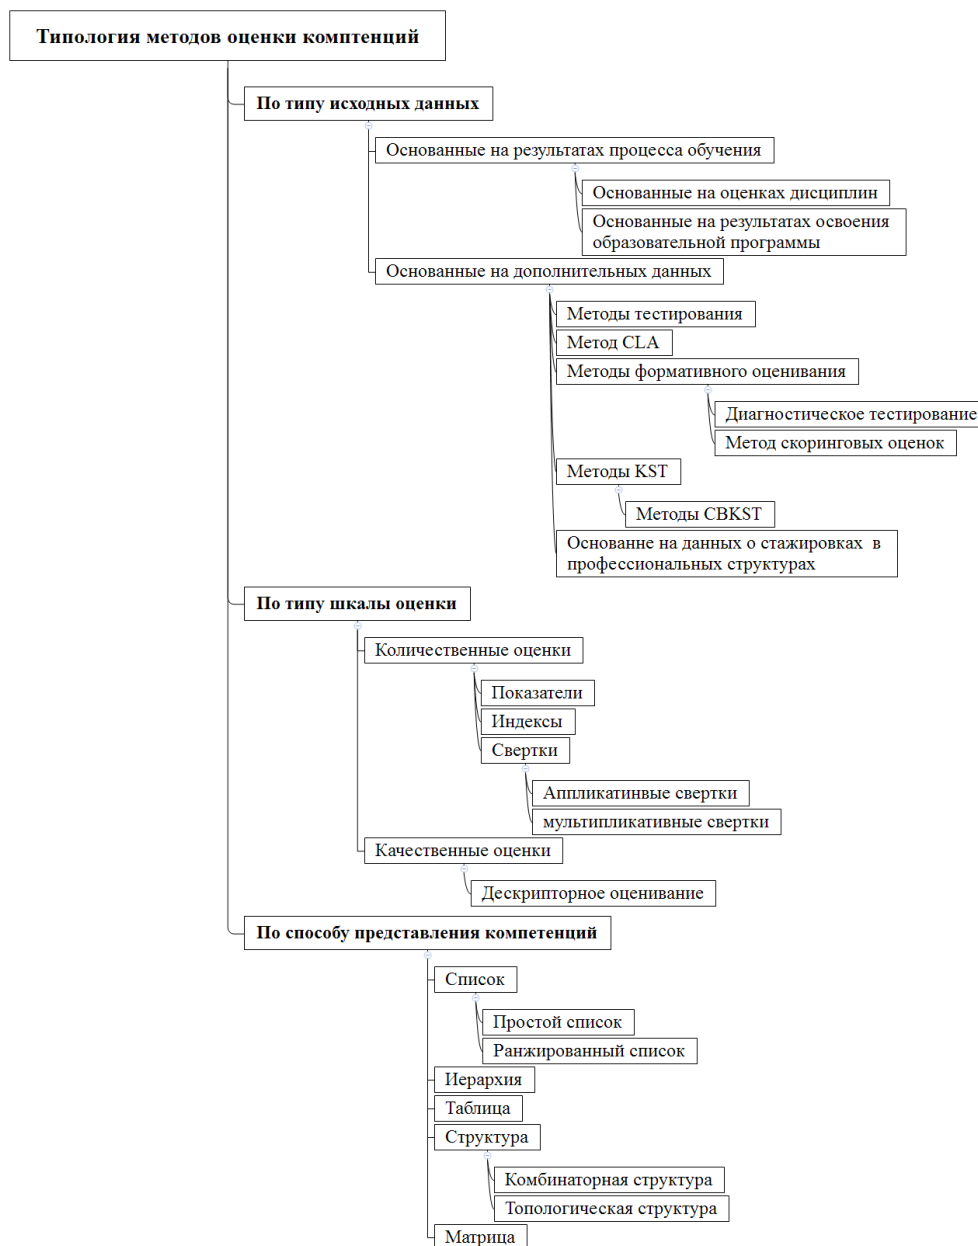 Типология методов оценки комптенций
По типу исходных данных
Основанные на результатах процесса обучения
Основанные на оценках дисциплин
Основанные на результатах освоения
образовательной программы
Основанные на дополнительных данных
Методы тестирования
Метод CLA
Методы формативного оценивания
Диагностическое тестирование
Метод скоринговых оценок
Методы KST
Методы CBKST
Основание на данных о стажировках в
профессиональных структурах
По типу шкалы оценки
Количественные оценки
Показатели
Индексы
Свертки
Аппликатинвые свертки
мультипликативные свертки
Качественные оценки
Дескрипторное оценивание
По способу представления компетенций
Список
Простой список
Ранжированный список
Иерархия
Таблица
Структура
Комбинаторная структура
Топологическая структура
Матрица